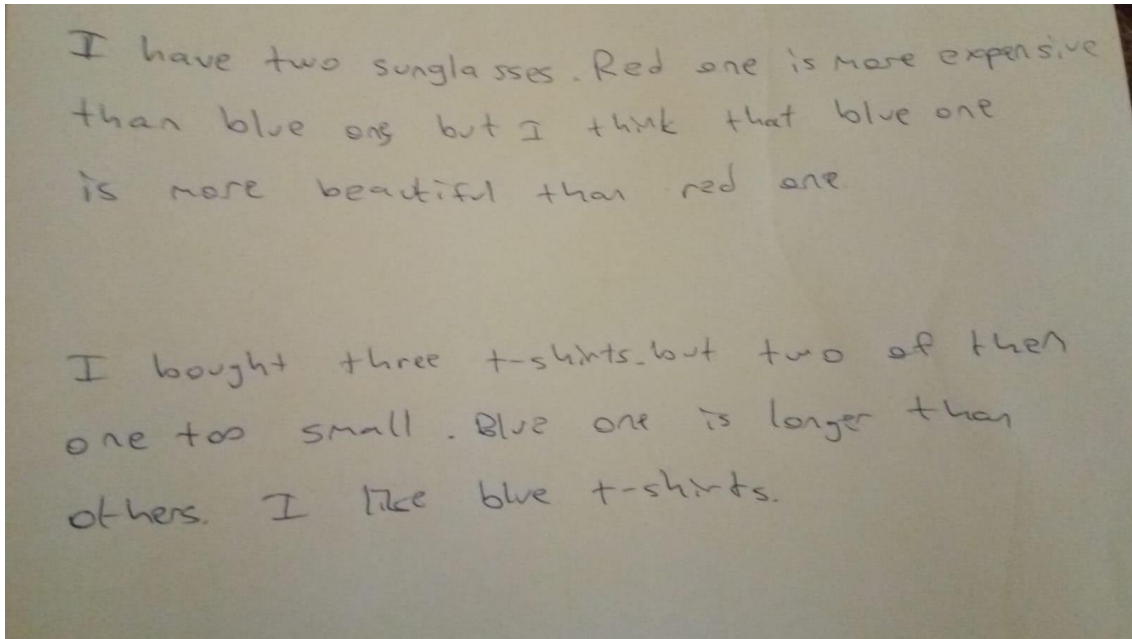 I have two sunglasses. Red one is more expensive
than blue one but I think that blue one
is more beautiful than red one
I bought three t-shirts but two of then
one too small. Blue one is longer than
others. I like blue t-shirts.